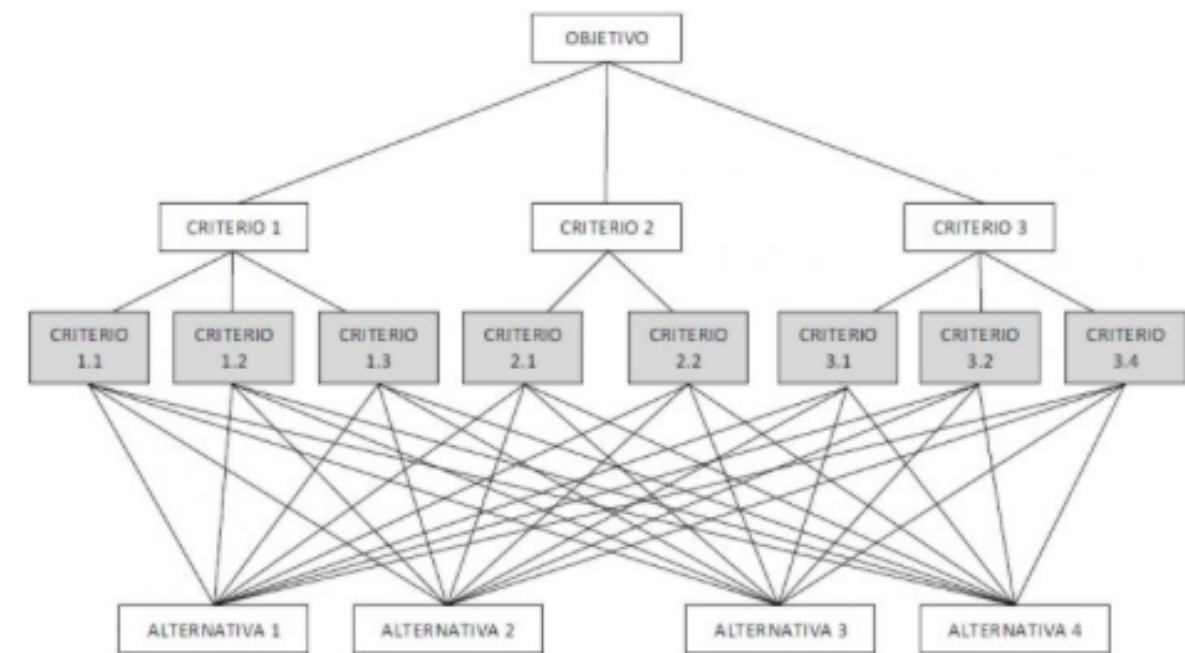 OBJETIVO
CRITERIO 1
CRITERIO 2
CRITERIO 3
CRITERIO
1.1
CRITERIO
1.2
CRITERIO
1.3
CRITERIO
2.1
CRITERIO
2.2
CRITERIO
3.1
CRITERIO
3.2
CRITERIO
3.4
ALTERNATIVA 1
ALTERNATIVA 2
ALTERNATIVA 3
ALTERNATIVA 4